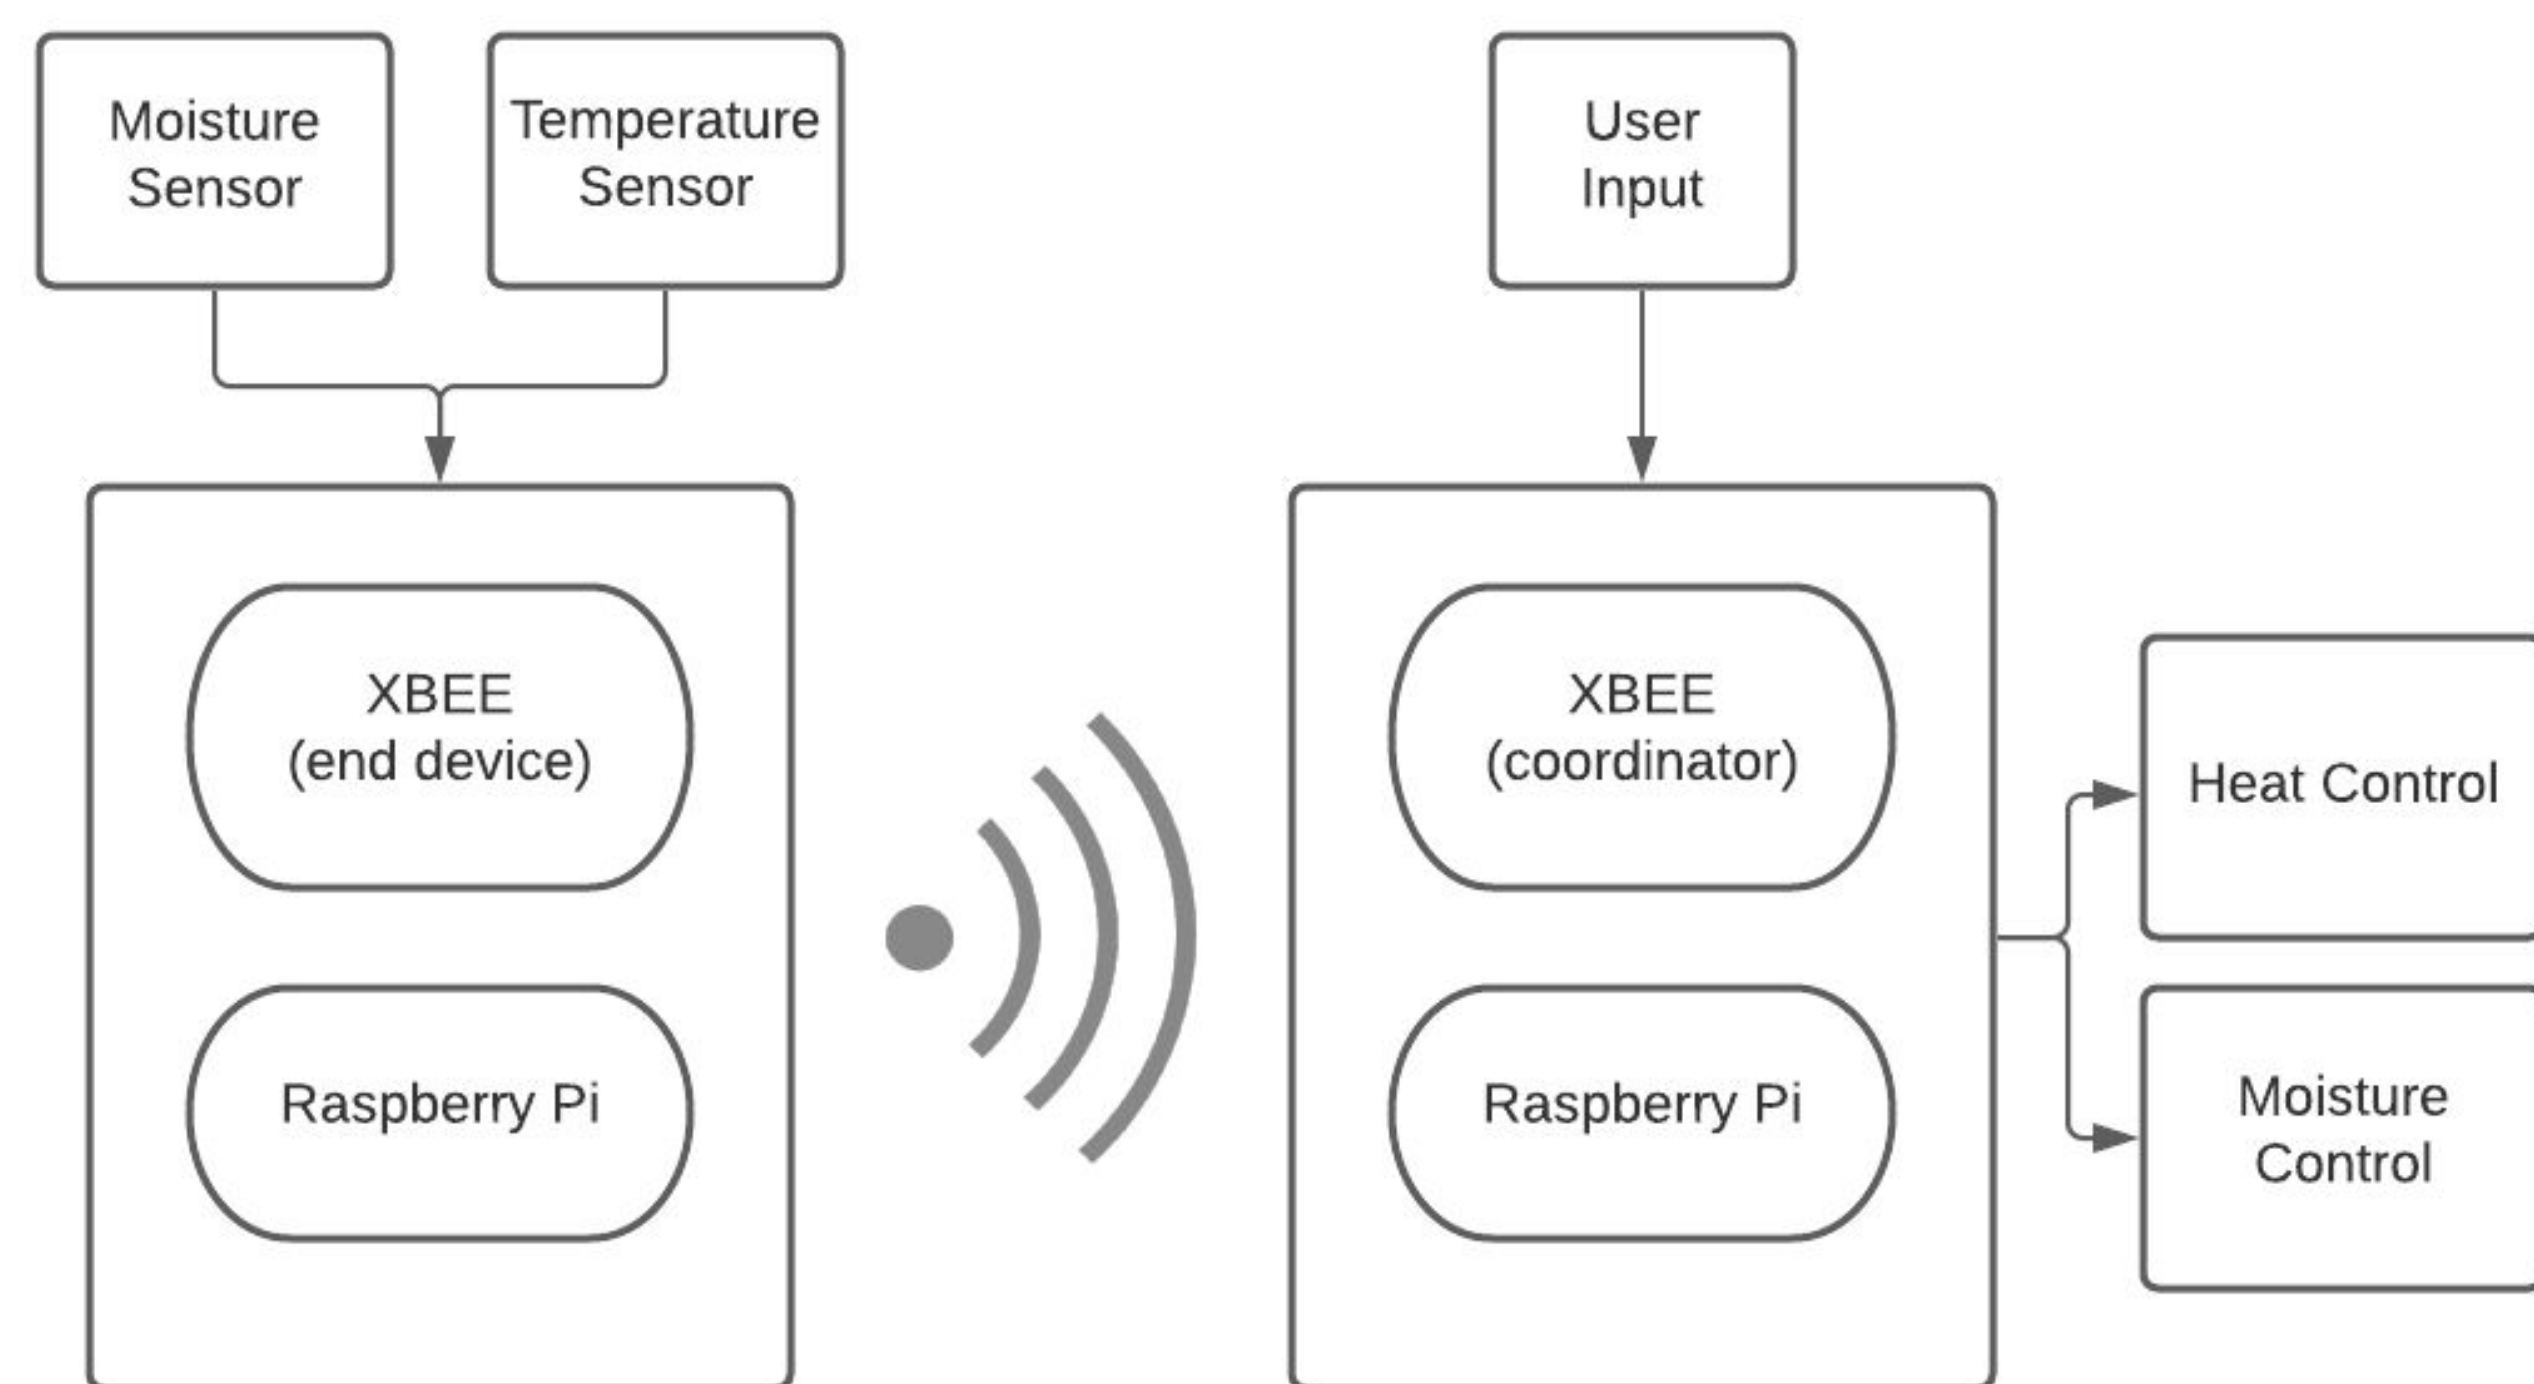 Moisture
Sensor
Temperature
Sensor
User
Input
XBEE
(end device)
Raspberry Pi
XBEE
(coordinator)
Raspberry Pi
Heat Control
Moisture
Control